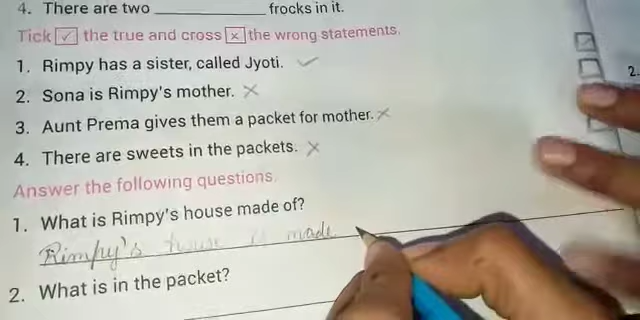 4. There are two ____________ frocks in it.
Tick ✓ the true and cross × the wrong statements.
1. Rimpy has a sister, called Jyoti. ✓
2. Sona is Rimpy's mother. ×
3. Aunt Prema gives them a packet for mother. ×
4. There are sweets in the packets. ×
2.
Answer the following questions.
1. What is Rimpy's house made of?
Rimpy's house is made
2. What is in the packet?